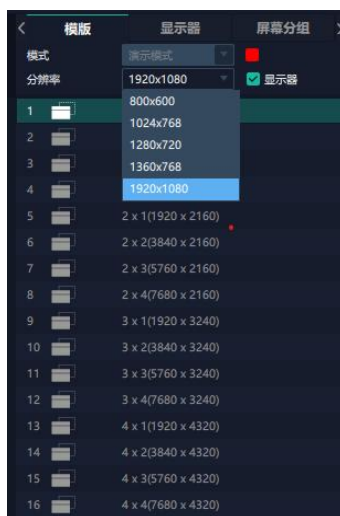 模版 显示器 屏幕分组
模式 演示模式
分辨率 1920x1080 显示器
1 800x600
2 1024x768
3 1280x720
1360x768
4 1920x1080
5 2 x 1(1920 x 2160)
6 2 x 2(3840 x 2160)
7 2 x 3(5760 x 2160)
8 2 x 4(7680 x 2160)
9 3 x 1(1920 x 3240)
10 3 x 2(3840 x 3240)
11 3 x 3(5760 x 3240)
12 3 x 4(7680 x 3240)
13 4 x 1(1920 x 4320)
14 4 x 2(3840 x 4320)
15 4 x 3(5760 x 4320)
16 4 x 4(7680 x 4320)